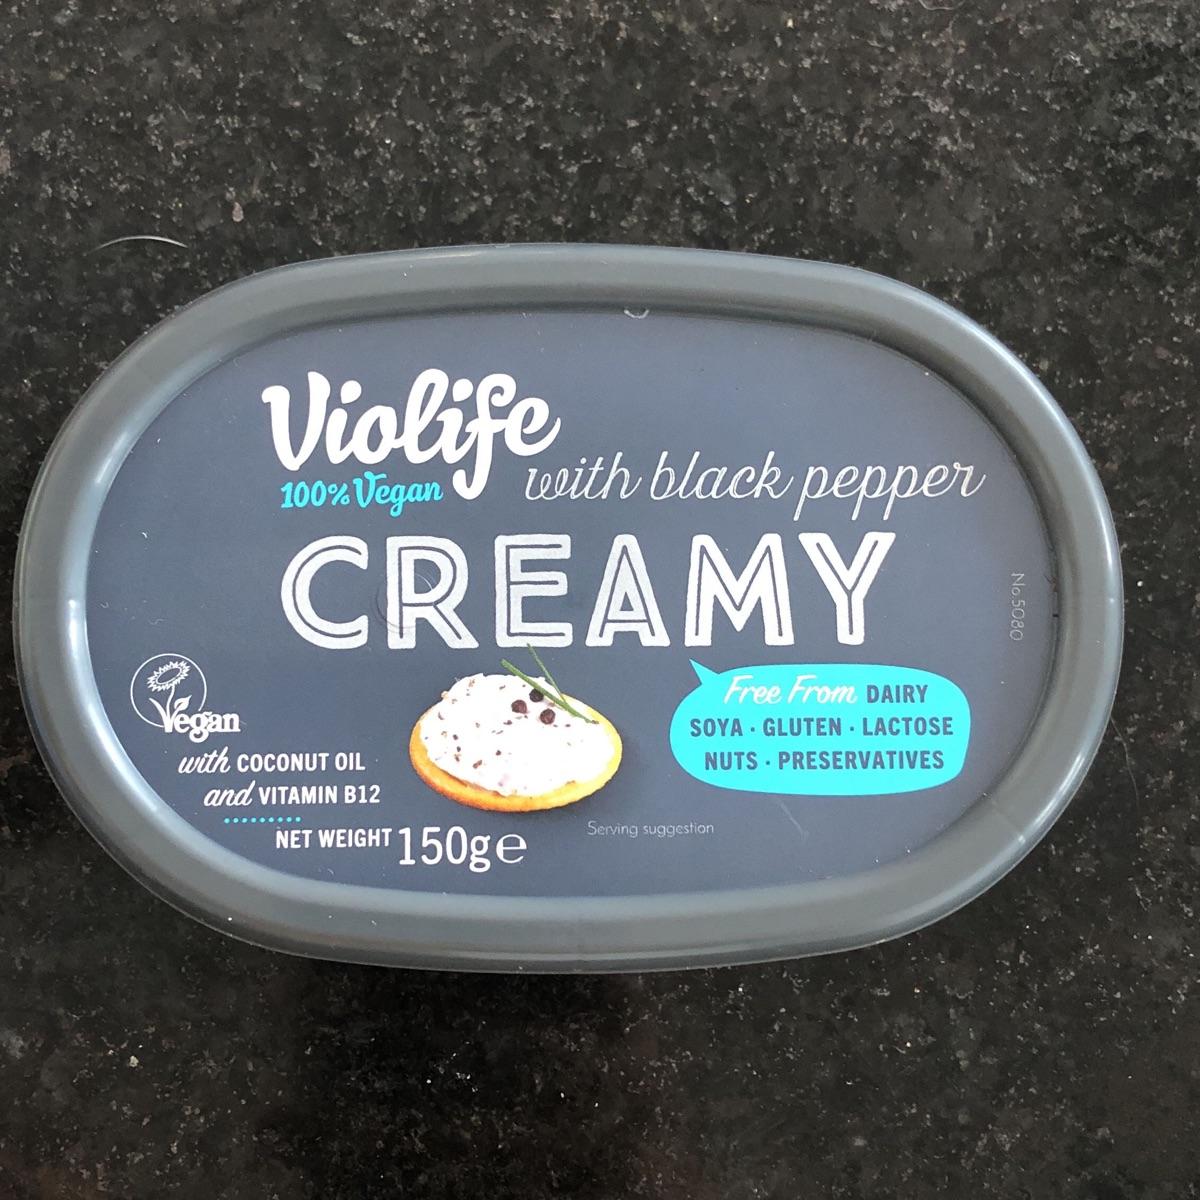 Violife
100% Vegan
with black pepper
CREAMY
No.5080
Free From DAIRY
SOYA · GLUTEN · LACTOSE
NUTS · PRESERVATIVES
Vegan
with COCONUT OIL
and VITAMIN B12
NET WEIGHT 150g e
Serving suggestion